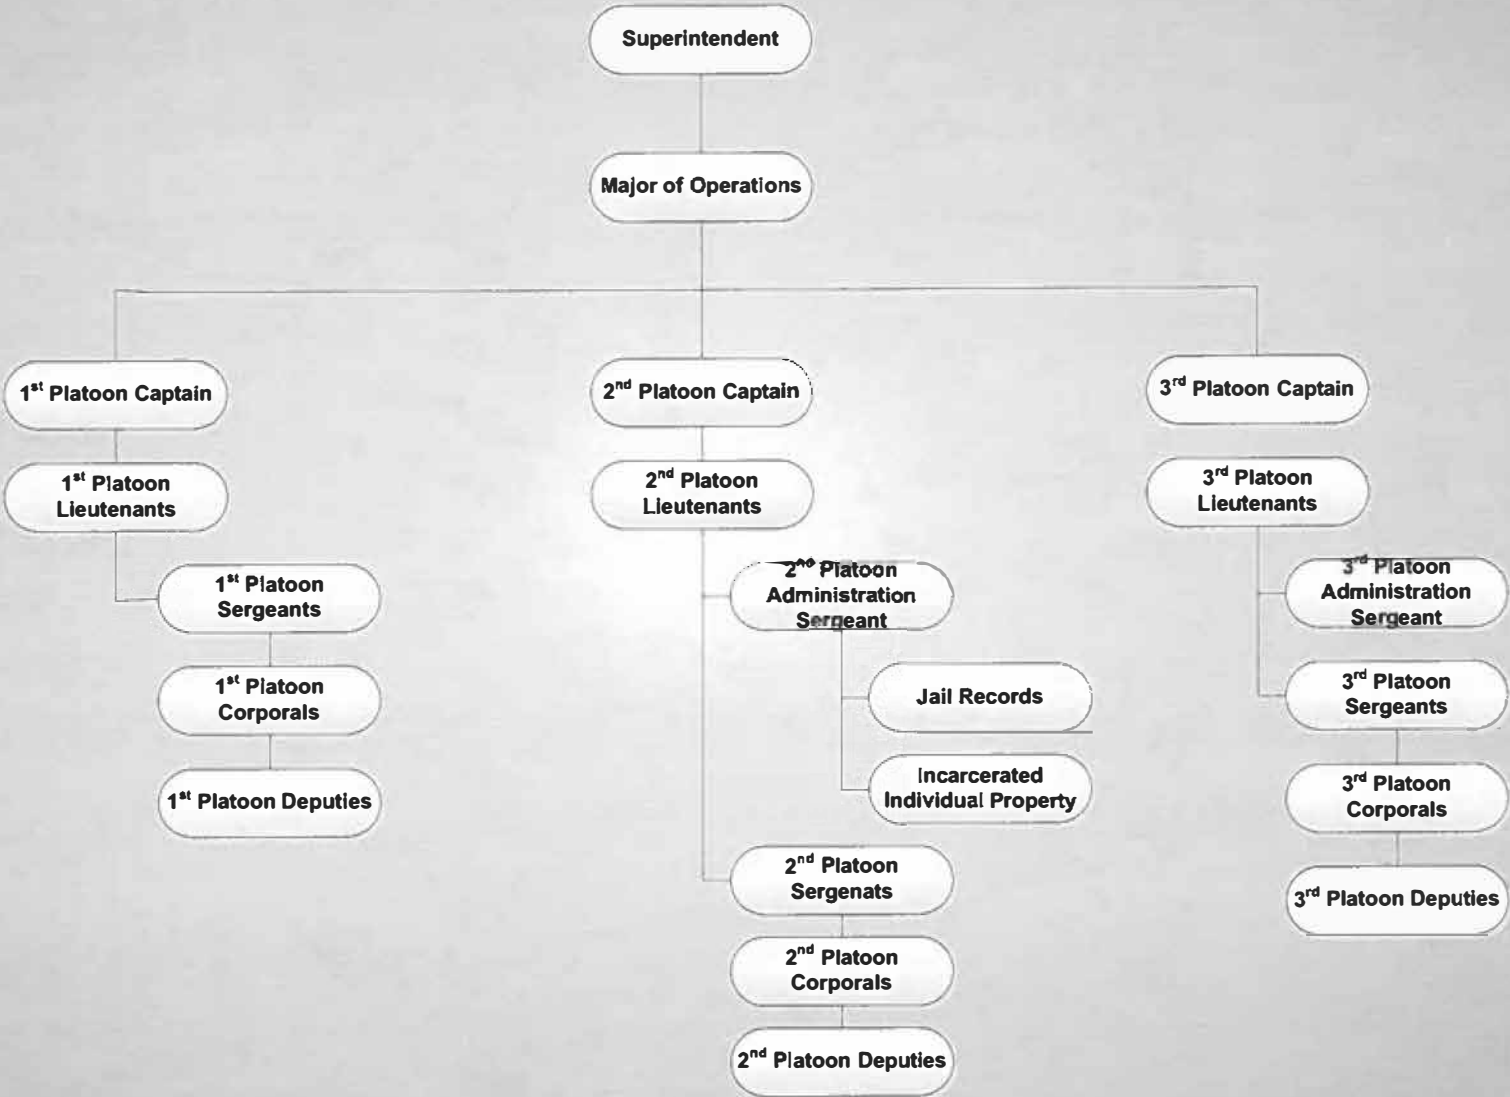 Superintendent
Major of Operations
1st Platoon Captain
1st Platoon
Lieutenants
1st Platoon
Sergeants
1st Platoon
Corporals
1st Platoon Deputies
2nd Platoon Captain
2nd Platoon
Lieutenants
2nd Platoon
Administration
Sergeant
Jail Records
Incarcerated
Individual Property
2nd Platoon
Sergenats
2nd Platoon
Corporals
2nd Platoon Deputies
3rd Platoon Captain
3rd Platoon
Lieutenants
3rd Platoon
Administration
Sergeant
3rd Platoon
Sergeants
3rd Platoon
Corporals
3rd Platoon Deputies